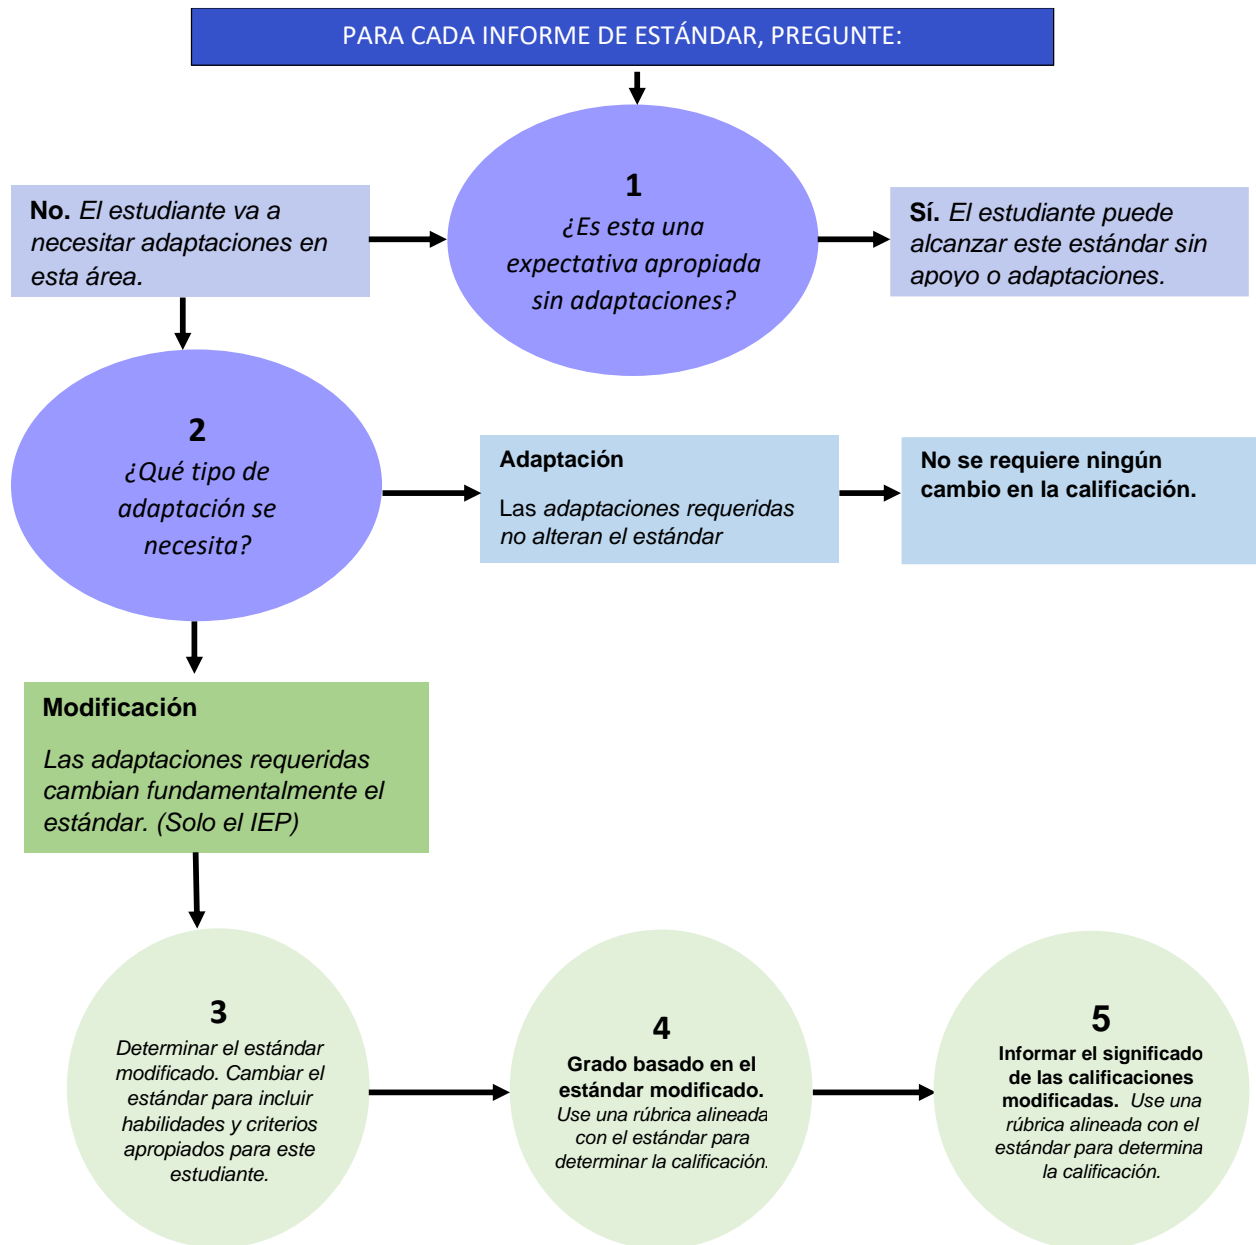 PARA CADA INFORME DE ESTÁNDAR, PREGUNTE:
1
¿Es esta una
expectativa apropiada
sin adaptaciones?
No. El estudiante va a
necesitar adaptaciones en
esta área.
Sí. El estudiante puede
alcanzar este estándar sin
apoyo o adaptaciones.
2
¿Qué tipo de
adaptación se
necesita?
Adaptación
Las adaptaciones requeridas
no alteran el estándar
No se requiere ningún
cambio en la calificación.
Modificación
Las adaptaciones requeridas
cambian fundamentalmente el
estándar. (Solo el IEP)
3
Determinar el estándar
modificado. Cambiar el
estándar para incluir
habilidades y criterios
apropiados para este
estudiante.
4
Grado basado en el
estándar modificado.
Use una rúbrica alineada
con el estándar para
determinar la calificación.
5
Informar el significado
de las calificaciones
modificadas. Use una
rúbrica alineada con el
estándar para determina
la calificación.